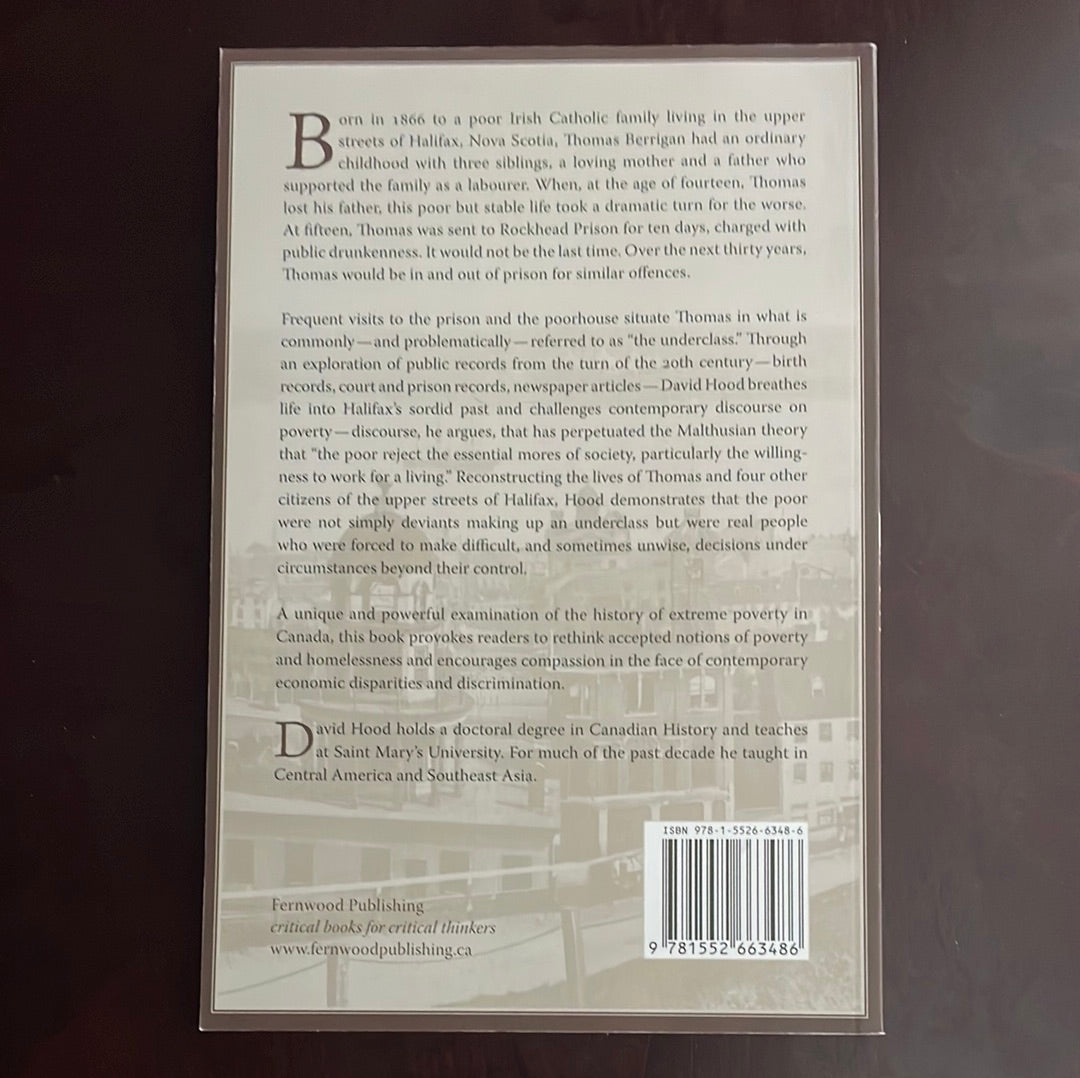 Born in 1866 to a poor Irish Catholic family living in the upper
streets of Halifax, Nova Scotia, Thomas Berrigan had an ordinary
childhood with three siblings, a loving mother and a father who
supported the family as a labourer. When, at the age of fourteen, Thomas
lost his father, this poor but stable life took a dramatic turn for the worse.
At fifteen, Thomas was sent to Rockhead Prison for ten days, charged with
public drunkenness. It would not be the last time. Over the next thirty years,
Thomas would be in and out of prison for similar offences.
Frequent visits to the prison and the poorhouse situate Thomas in what is
commonly—and problematically—referred to as "the underclass." Through
an exploration of public records from the turn of the 20th century—birth
records, court and prison records, newspaper articles—David Hood breathes
life into Halifax's sordid past and challenges contemporary discourse on
poverty—discourse, he argues, that has perpetuated the Malthusian theory
that "the poor reject the essential mores of society, particularly the willing-
ness to work for a living." Reconstructing the lives of Thomas and four other
citizens of the upper streets of Halifax, Hood demonstrates that the poor
were not simply deviants making up an underclass but were real people
who were forced to make difficult, and sometimes unwise, decisions under
circumstances beyond their control.
A unique and powerful examination of the history of extreme poverty in
Canada, this book provokes readers to rethink accepted notions of poverty
and homelessness and encourages compassion in the face of contemporary
economic disparities and discrimination.
David Hood holds a doctoral degree in Canadian History and teaches
at Saint Mary's University. For much of the past decade he taught in
Central America and Southeast Asia.
ISBN 978-1-5526-6348-6
9 781552 663486
Fernwood Publishing
critical books for critical thinkers
www.fernwoodpublishing.ca